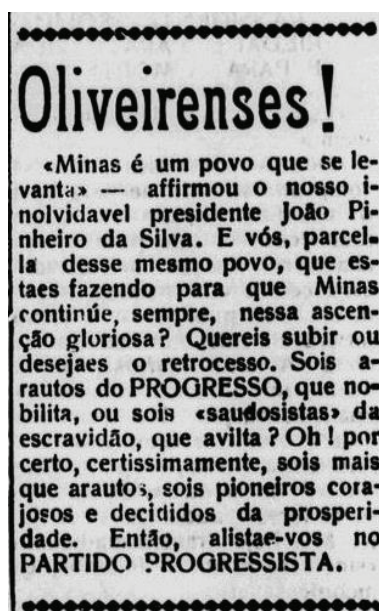 Oliveirenses!
«Minas é um povo que se le-
vanta» — affirmou o nosso i-
nolvidavel presidente João Pi-
nheiro da Silva. E vós, parcel-
la desse mesmo povo, que es-
taes fazendo para que Minas
continúe, sempre, nessa ascen-
ção gloriosa? Quereis subir ou
desejaes o retrocesso. Sois a-
rautos do PROGRESSO, que no-
bilita, ou sois «saudosistas» da
escravidão, que avilta? Oh! por
certo, certissimamente, sois mais
que arautos, sois pioneiros cora-
josos e decididos da prosperi-
dade. Então, alistae-vos no
PARTIDO PROGRESSISTA.